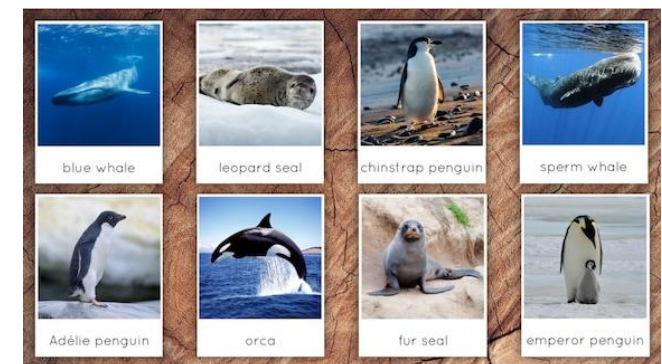 blue whale
leopard seal
chinstrap penguin
sperm whale
Adélie penguin
orca
fur seal
emperor penguin